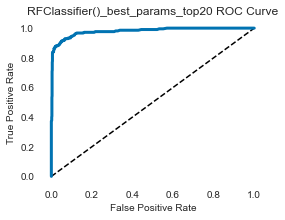 RFClassifier()_best_params_top20 ROC Curve
1.0
0.8
0.6
0.4
0.2
0.0
True Positive Rate
0.0 0.2 0.4 0.6 0.8 1.0
False Positive Rate